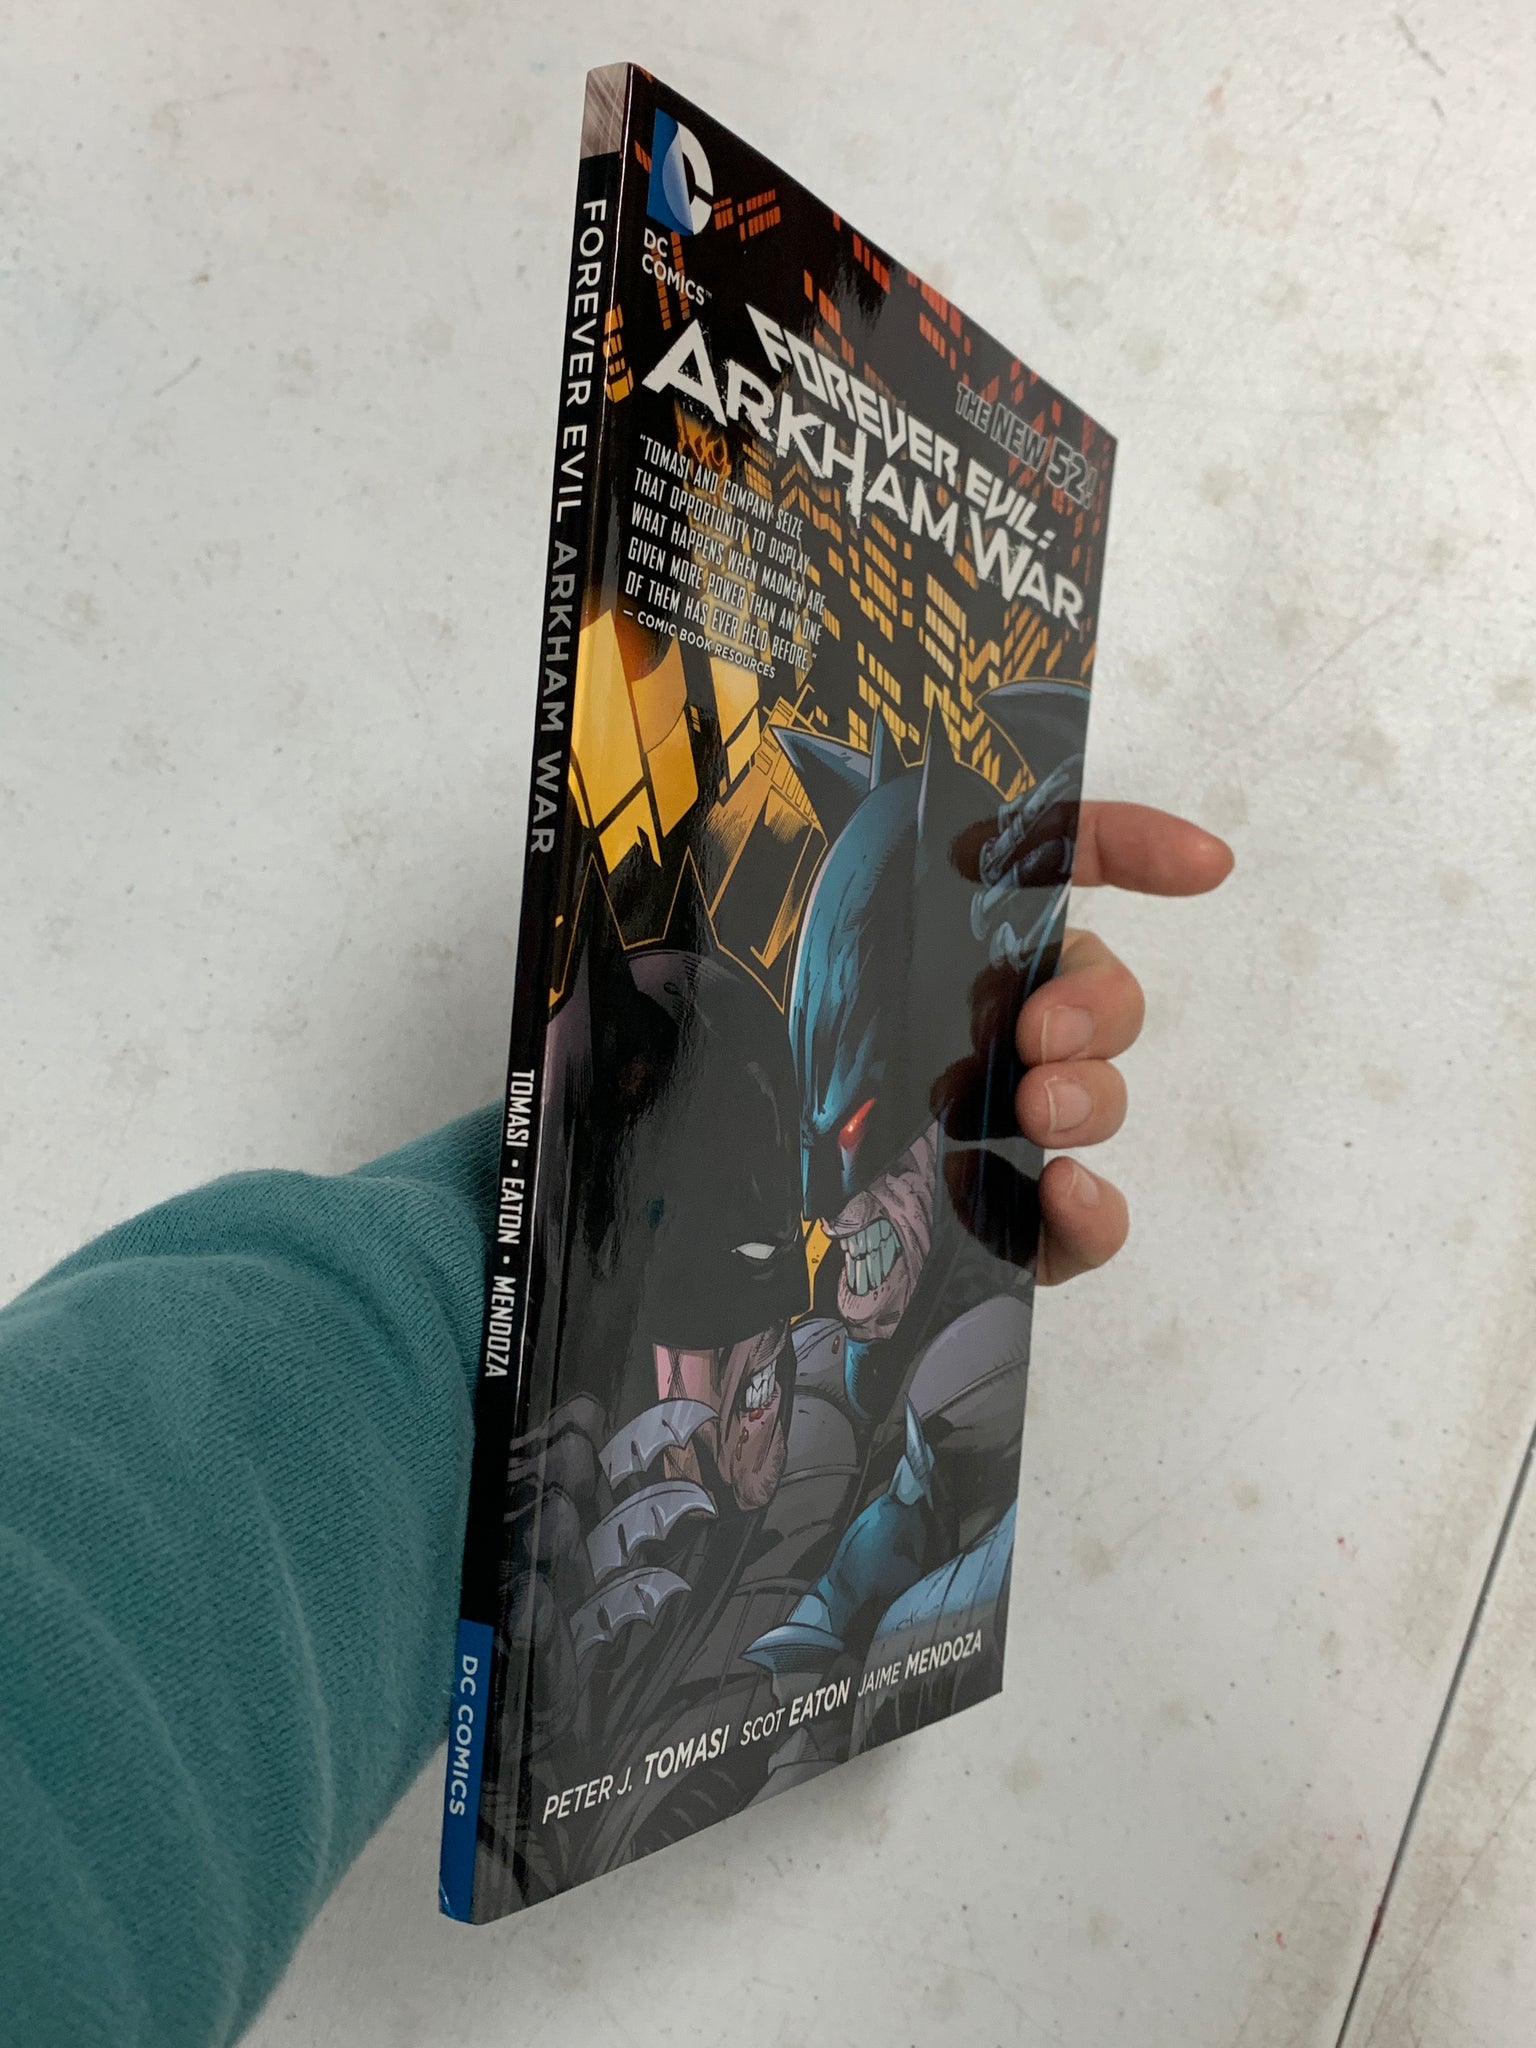 FOREVER EVIL ARKHAM WAR
TOMASI • EATON • MENDOZA
DC COMICS
DC
COMICS™
THE NEW 52!
FOREVER EVIL:
ARKHAM WAR
"TOMASI AND COMPANY SEIZE
THAT OPPORTUNITY TO DISPLAY
WHAT HAPPENS WHEN MADMEN ARE
GIVEN MORE POWER THAN ANY ONE
OF THEM HAS EVER HELD BEFORE."
– COMIC BOOK RESOURCES
PETER J. TOMASI SCOT EATON JAIME MENDOZA